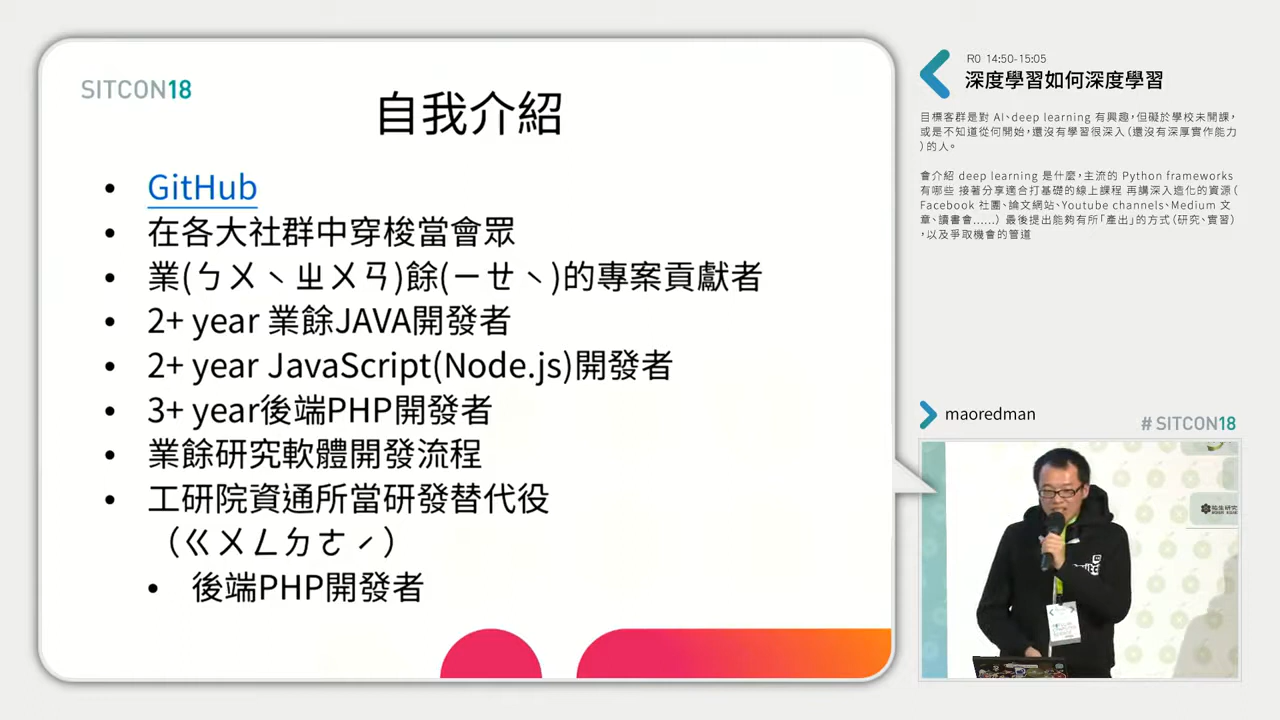 SITCON18
自我介紹
• GitHub
• 在各大社群中穿梭當會眾
• 業(ㄅㄨˋㄓㄨㄢ)餘(ㄧㄝˋ)的專案貢獻者
• 2+ year 業餘JAVA開發者
• 2+ year JavaScript(Node.js)開發者
• 3+ year後端PHP開發者
• 業餘研究軟體開發流程
• 工研院資通所當研發替代役
（ㄍㄨㄥㄉㄜˊ）
• 後端PHP開發者
R0 14:50-15:05
深度學習如何深度學習
目標客群是對 AI、deep learning 有興趣，但礙於學校未開課，
或是不知道從何開始，還沒有學習很深入（還沒有深厚實作能力
）的人。
會介紹 deep learning 是什麼，主流的 Python frameworks
有哪些 接著分享適合打基礎的線上課程 再講深入造化的資源（
Facebook 社團、論文網站、Youtube channels、Medium 文
章、讀書會......） 最後提出能夠有所「產出」的方式（研究、實習）
，以及爭取機會的管道
maoredman
# SITCON18